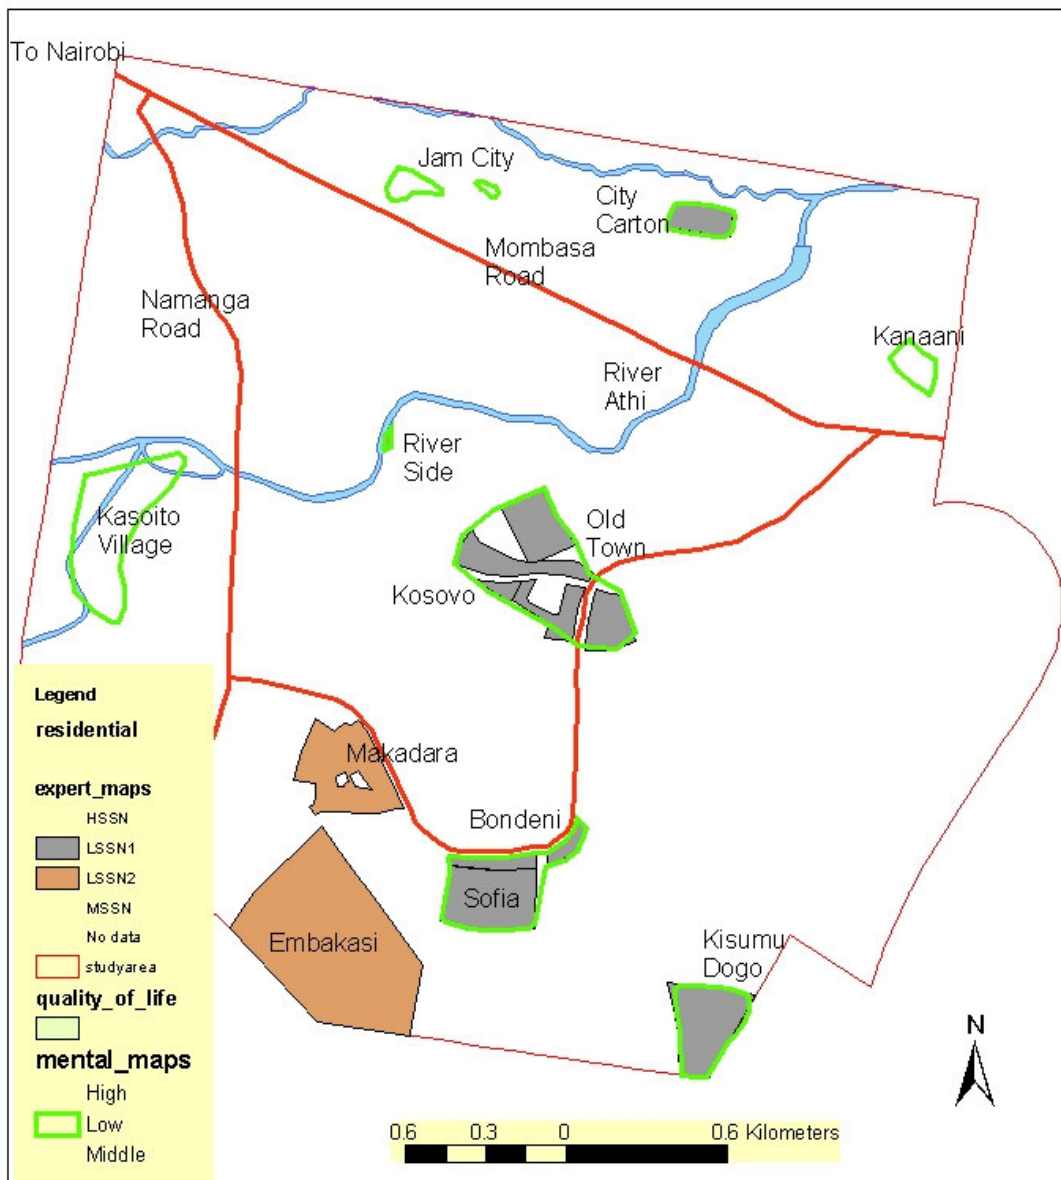 To Nairobi
Jam City
City
Carton
Mombasa
Road
Namanga
Road
Kanaani
River
Athi
River
Side
Kasoito
Village
Old
Town
Kosovo
Makadara
Bondeni
Sofia
Embakasi
Kisumu
Dogo
Legend
residential
expert_maps
HSSN
LSSN1
LSSN2
MSSN
No data
studyarea
quality_of_life
mental_maps
High
Low
Middle
N
0.6 0.3 0 0.6 Kilometers